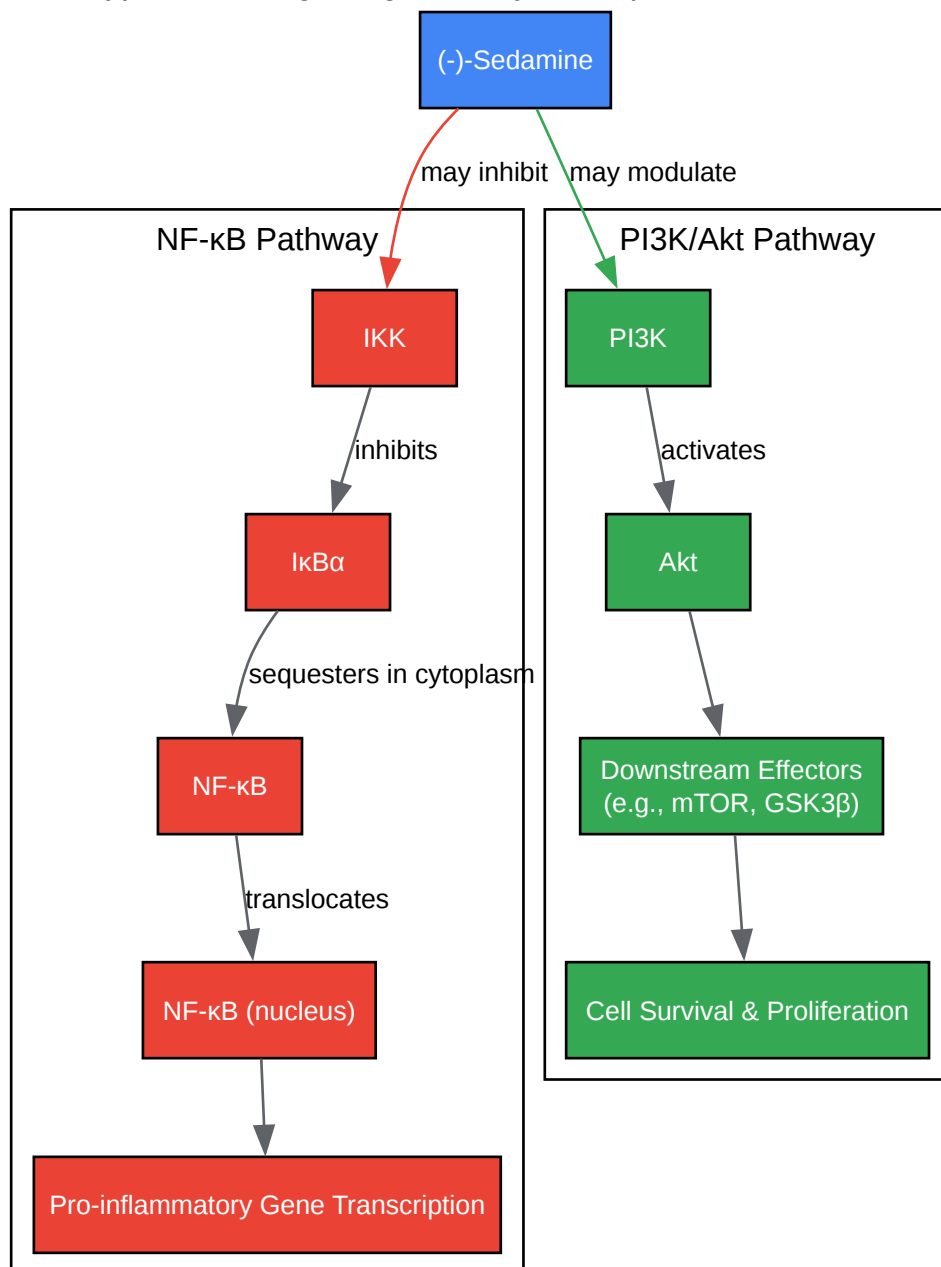 (-)-Sedamine
may inhibit
may modulate
NF-κB Pathway
PI3K/Akt Pathway
IKK
PI3K
inhibits
activates
IκBα
Akt
sequesters in cytoplasm
NF-κB
Downstream Effectors
(e.g., mTOR, GSK3β)
translocates
NF-κB (nucleus)
Cell Survival & Proliferation
Pro-inflammatory Gene Transcription